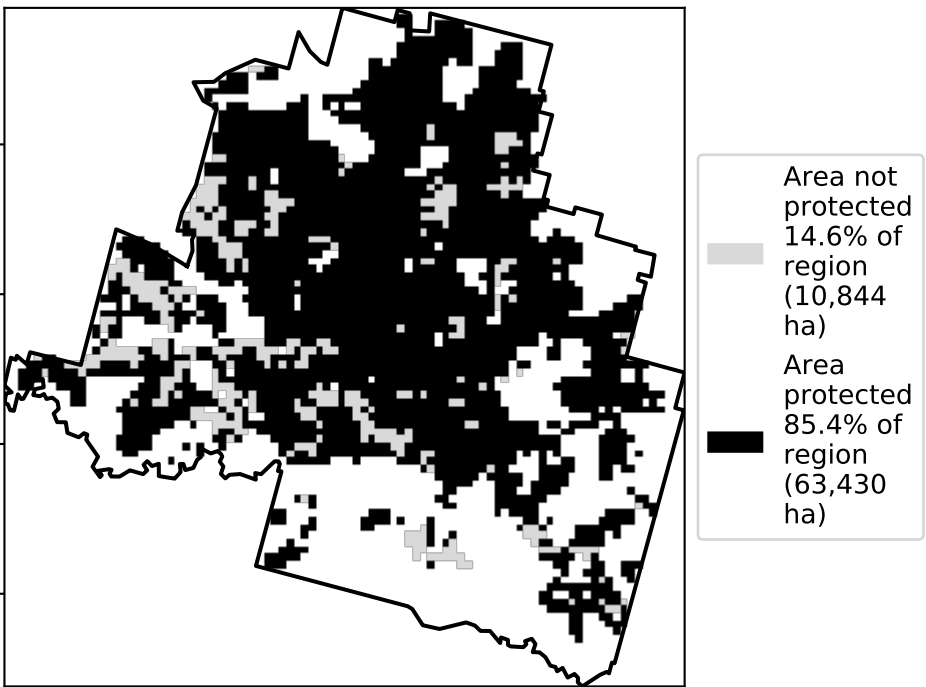 Area not
protected
14.6% of
region
(10,844
ha)
Area
protected
85.4% of
region
(63,430
ha)